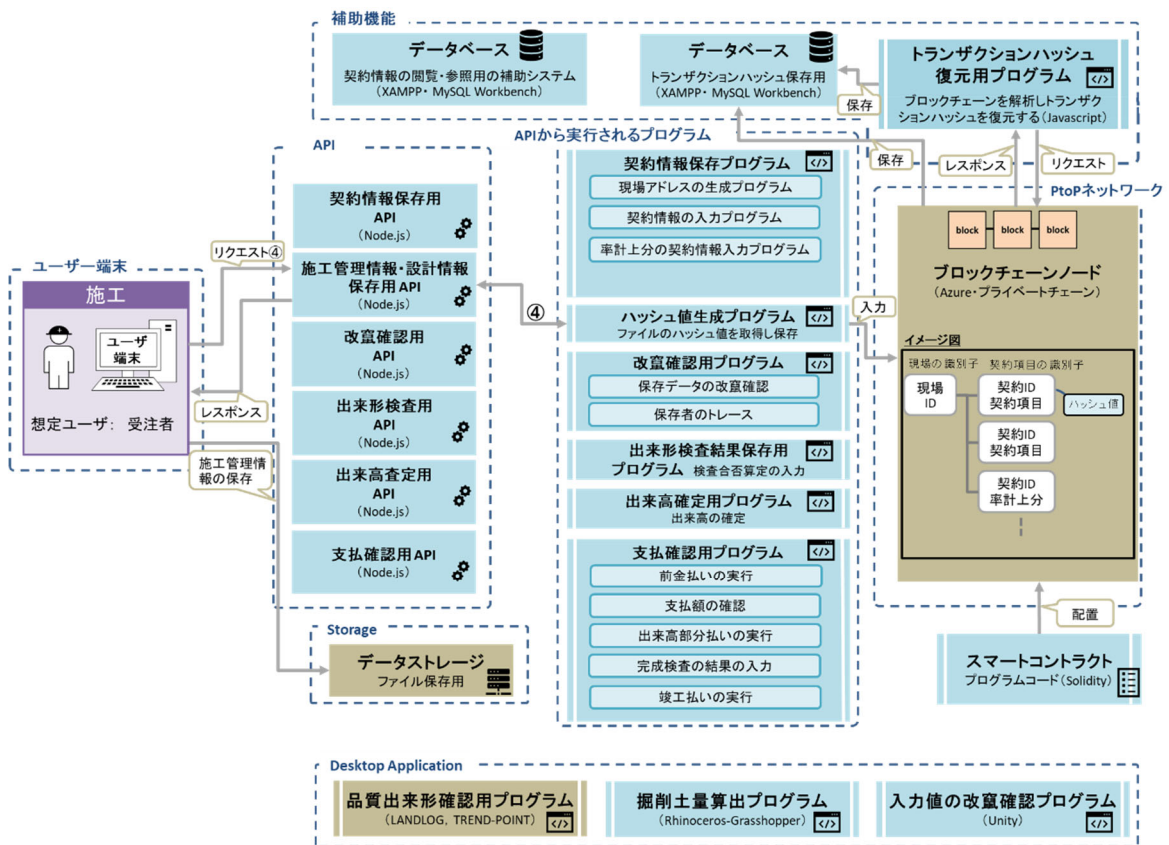 補助機能
データベース
契約情報の閲覧・参照用の補助システム
(XAMPP・MySQL Workbench)
データベース
トランザクションハッシュ保存用
(XAMPP・MySQL Workbench)
トランザクションハッシュ
復元用プログラム
ブロックチェーンを解析しトランザク
ションハッシュを復元する(Javascript)
保存
保存
レスポンス
リクエスト
API
契約情報保存用
API
(Node.js)
施工管理情報・設計情報
保存用API
(Node.js)
改竄確認用
API
(Node.js)
出来形検査用
API
(Node.js)
出来高査定用
API
(Node.js)
支払確認用API
(Node.js)
リクエスト④
レスポンス
施工管理情
報の保存
ユーザー端末
施工
ユーザ
端末
想定ユーザ: 受注者
④
APIから実行されるプログラム
契約情報保存プログラム
現場アドレスの生成プログラム
契約情報の入力プログラム
率計上分の契約情報入力プログラム
ハッシュ値生成プログラム
ファイルのハッシュ値を取得し保存
改竄確認用プログラム
保存データの改竄確認
保存者のトレース
出来形検査結果保存用
プログラム 検査合否算定の入力
出来高確定用プログラム
出来高の確定
支払確認用プログラム
前金払いの実行
支払額の確認
出来高部分払いの実行
完成検査の結果の入力
竣工払いの実行
入力
PtoPネットワーク
block
block
block
ブロックチェーンノード
(Azure・プライベートチェーン)
イメージ図
現場の識別子 契約項目の識別子
現場
ID
契約ID
契約項目
ハッシュ値
契約ID
契約項目
契約ID
率計上分
配置
スマートコントラクト
プログラムコード(Solidity)
Storage
データストレージ
ファイル保存用
Desktop Application
品質出来形確認用プログラム
(LANDLOG, TREND-POINT)
掘削土量算出プログラム
(Rhinoceros-Grasshopper)
入力値の改竄確認プログラム
(Unity)